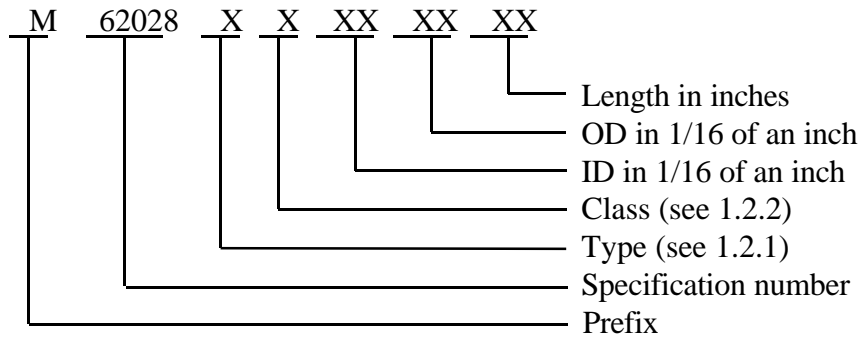 M 62028 X X XX XX XX
Length in inches
OD in 1/16 of an inch
ID in 1/16 of an inch
Class (see 1.2.2)
Type (see 1.2.1)
Specification number
Prefix